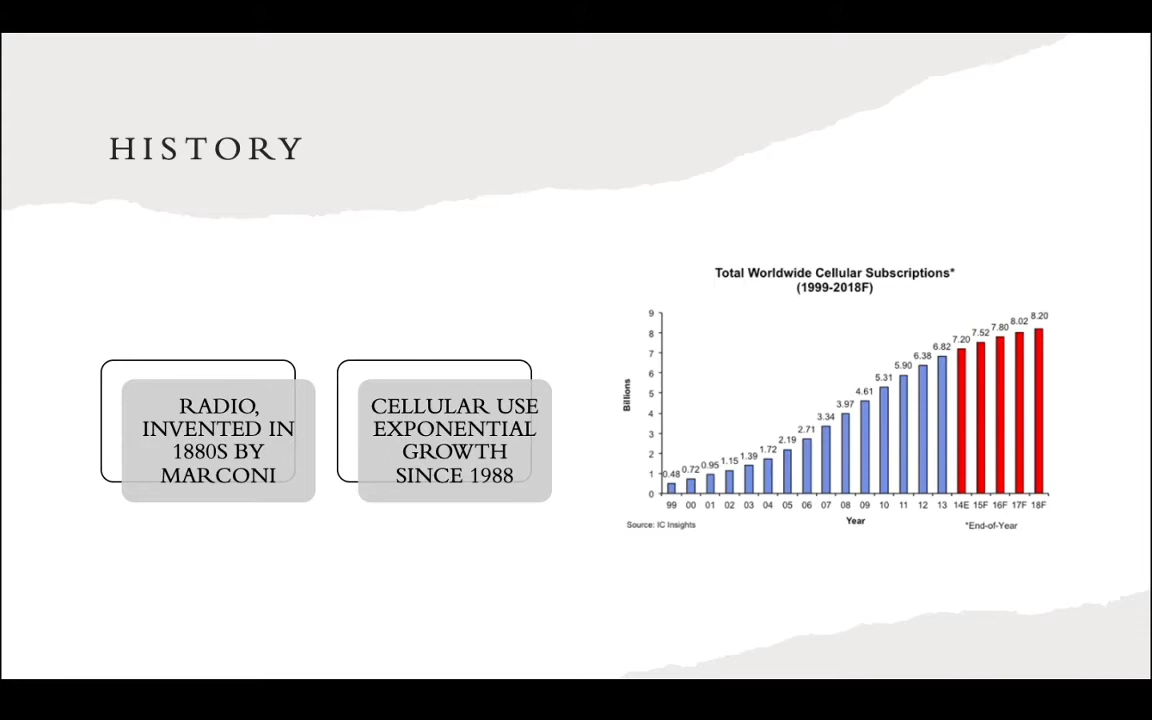 HISTORY
RADIO,
INVENTED IN
1880S BY
MARCONI
CELLULAR USE
EXPONENTIAL
GROWTH
SINCE 1988
Total Worldwide Cellular Subscriptions*
(1999-2018F)
Billions
9
8
7
6
5
4
3
2
1
0
0.48 0.72 0.95 1.15 1.39 1.72 2.19 2.71 3.34 3.97 4.61 5.31 5.90 6.38 6.82 7.20 7.52 7.80 8.02 8.20
99 00 01 02 03 04 05 06 07 08 09 10 11 12 13 14E 15F 16F 17F 18F
Year
Source: IC Insights
*End-of-Year